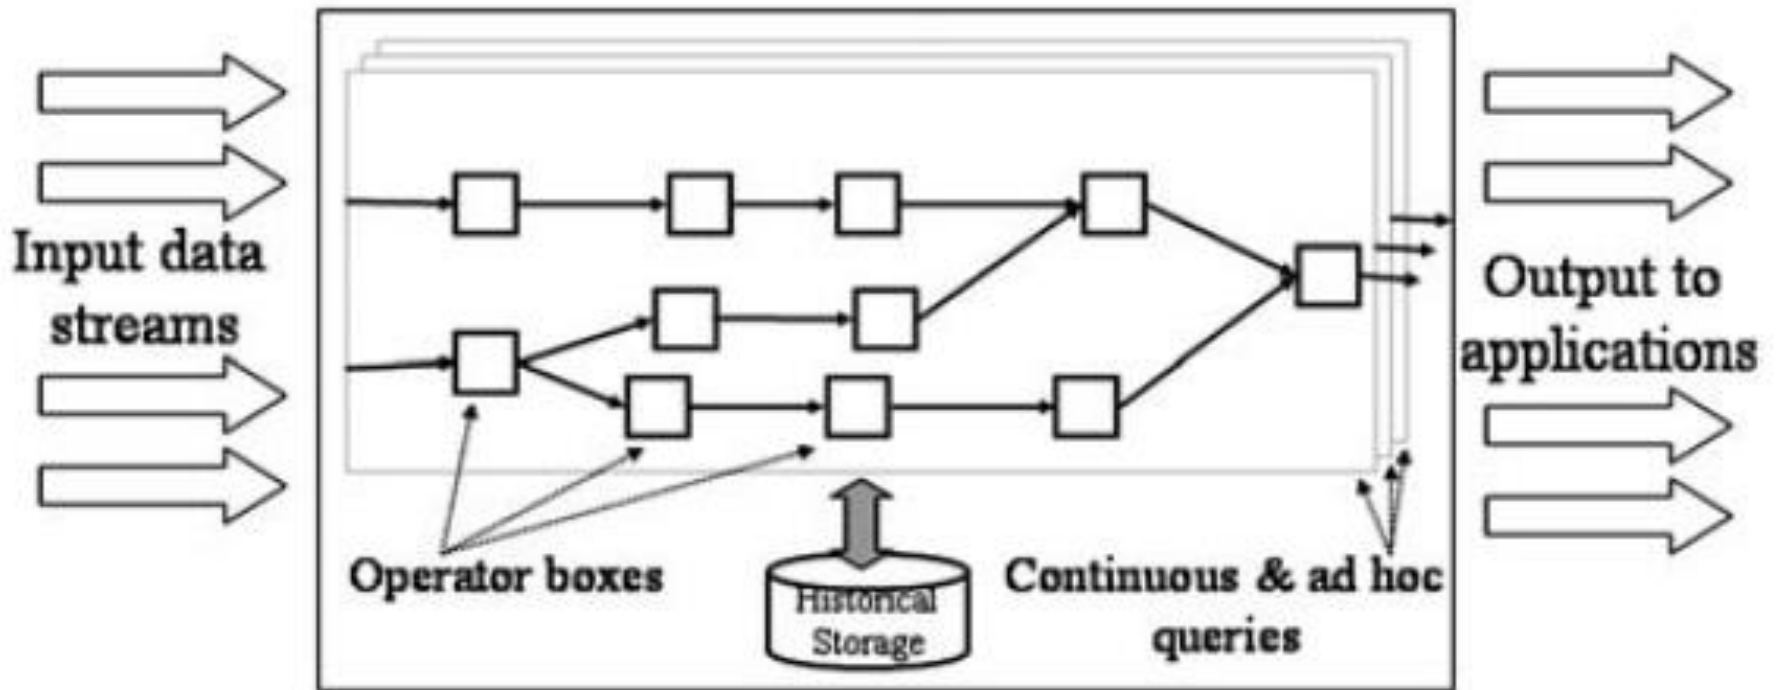 Input data
streams
Operator boxes
Historical
Storage
Continuous & ad hoc
queries
Output to
applications